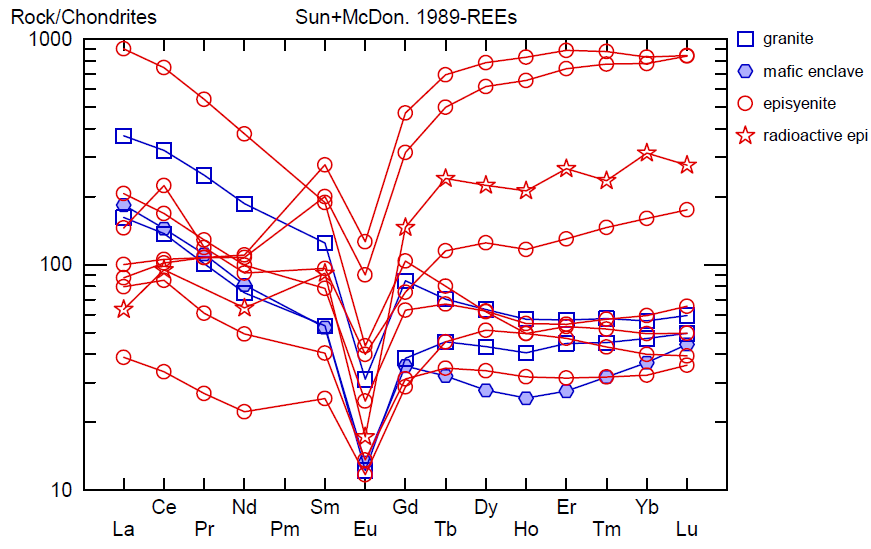 Rock/Chondrites
Sun+McDon. 1989-REEs
1000
100
10
granite
mafic enclave
episyenite
radioactive epi
Ce Nd Sm Gd Dy Er Yb
La Pr Pm Eu Tb Ho Tm Lu